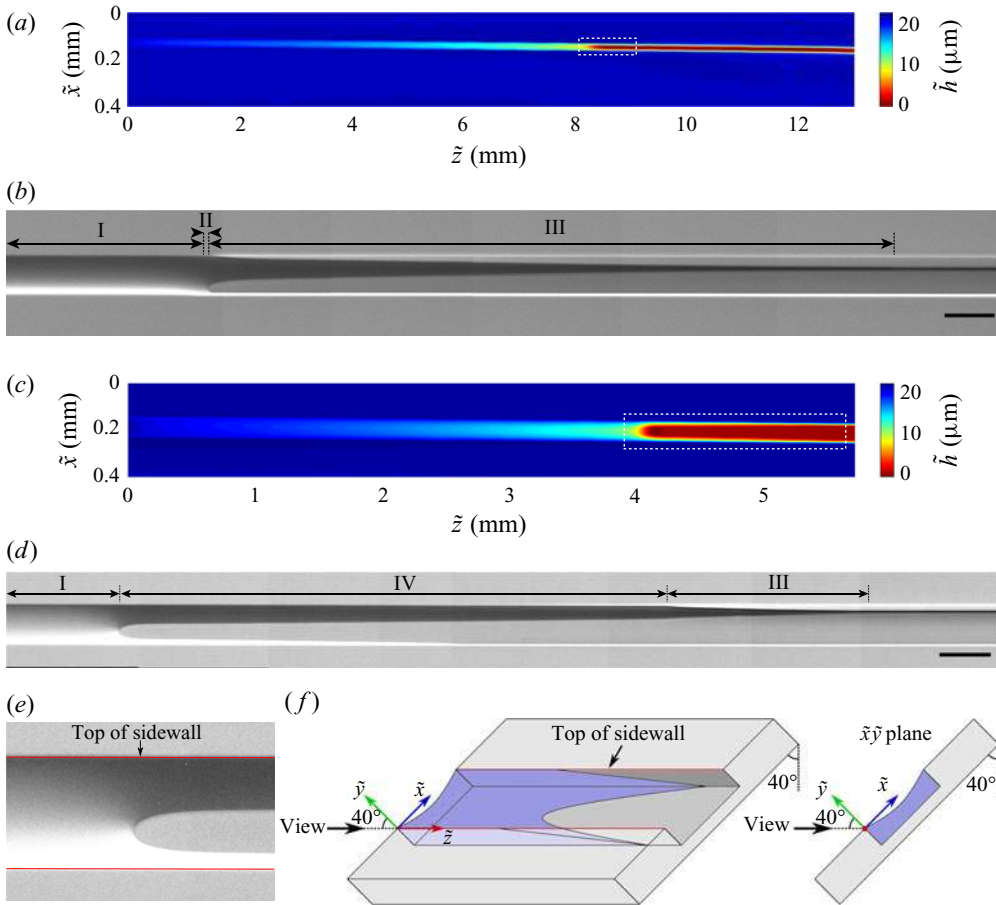 (a)
0
0.2
0.4
x̃ (mm)
0 2 4 6 8 10 12
z̃ (mm)
20
10
0
h̃ (μm)
(b)
I II III
(c)
0
0.2
0.4
x̃ (mm)
0 1 2 3 4 5
z̃ (mm)
20
10
0
h̃ (μm)
(d)
I IV III
(e)
Top of sidewall
(f)
Top of sidewall
x̃ỹ plane
40°
40°
ỹ x̃
40°
View
z̃
ỹ x̃
40°
View